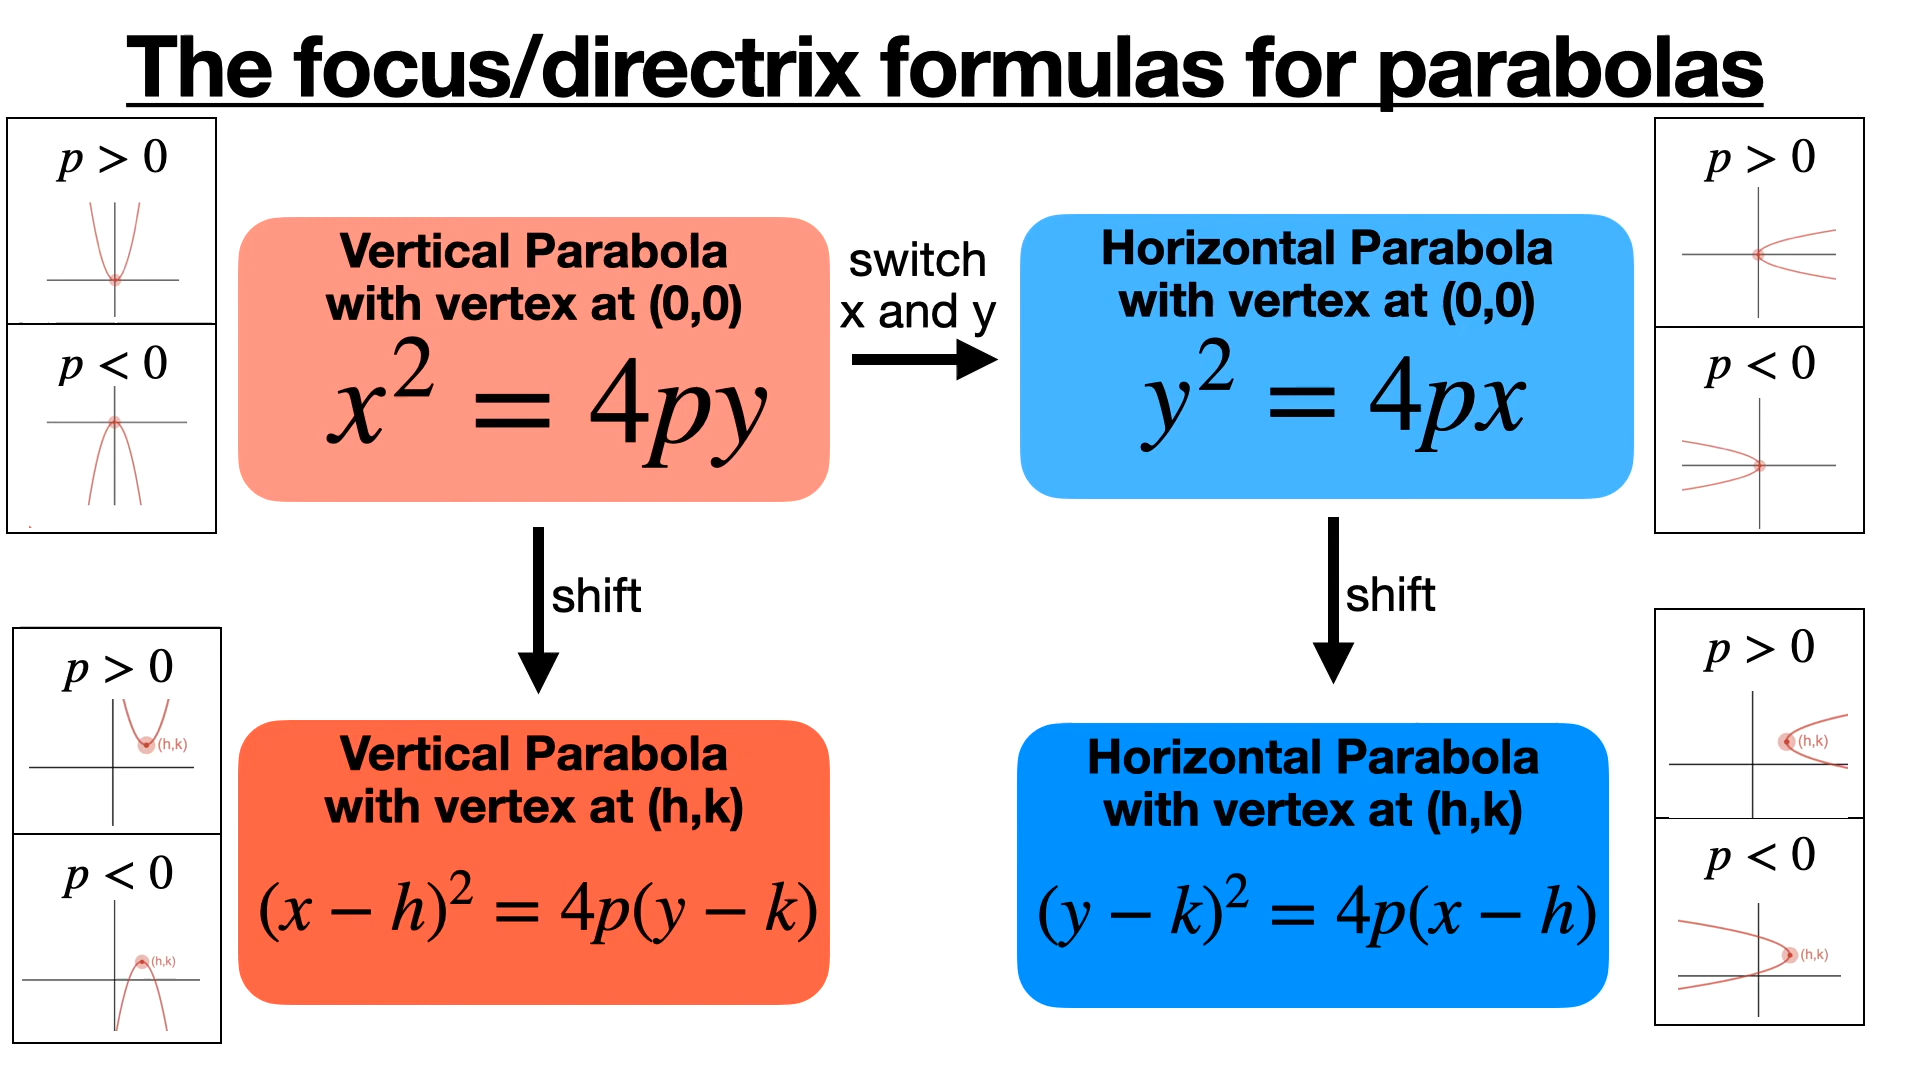 The focus/directrix formulas for parabolas
p > 0
p < 0
Vertical Parabola
with vertex at (0,0)
x² = 4py
switch
x and y
Horizontal Parabola
with vertex at (0,0)
y² = 4px
p > 0
p < 0
shift
shift
p > 0
(h,k)
p < 0
(h,k)
Vertical Parabola
with vertex at (h,k)
(x − h)² = 4p(y − k)
Horizontal Parabola
with vertex at (h,k)
(y − k)² = 4p(x − h)
p > 0
(h,k)
p < 0
(h,k)